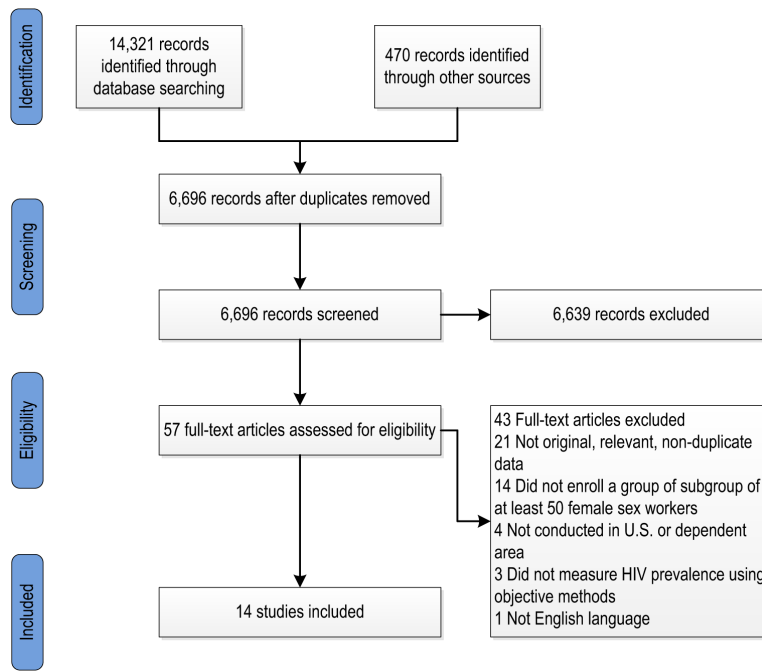 Identification
14,321 records
identified through
database searching
470 records identified
through other sources
6,696 records after duplicates removed
Screening
6,696 records screened
6,639 records excluded
Eligibility
57 full-text articles assessed for eligibility
43 Full-text articles excluded
21 Not original, relevant, non-duplicate
data
14 Did not enroll a group of subgroup of
at least 50 female sex workers
4 Not conducted in U.S. or dependent
area
3 Did not measure HIV prevalence using
objective methods
1 Not English language
Included
14 studies included